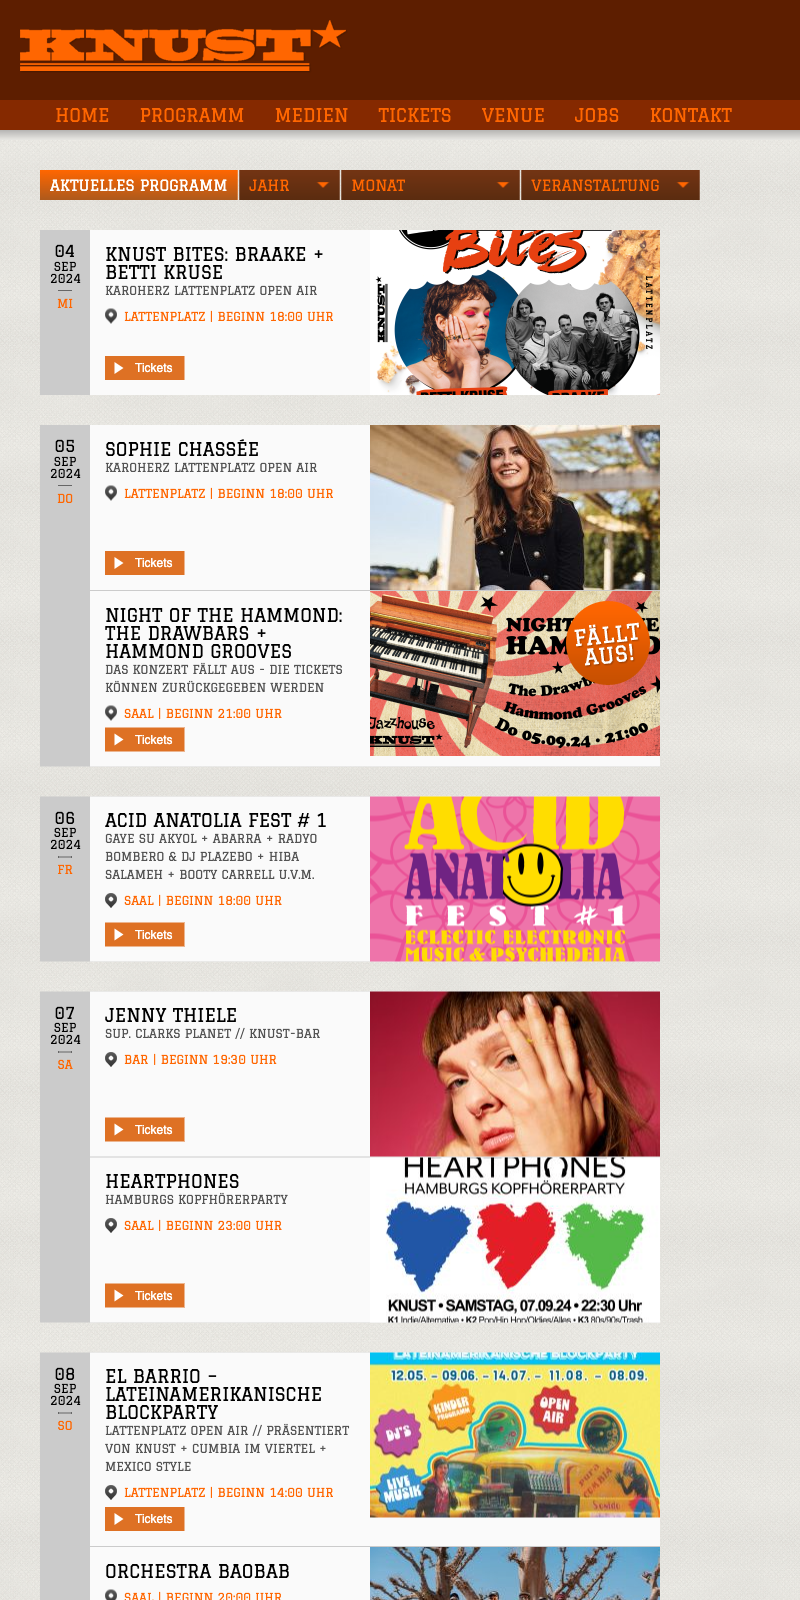 KNUST
HOME PROGRAMM MEDIEN TICKETS VENUE JOBS KONTAKT
AKTUELLES PROGRAMM JAHR MONAT VERANSTALTUNG
04
SEP
2024
MI
KNUST BITES: BRAAKE +
BETTI KRUSE
KAROHERZ LATTENPLATZ OPEN AIR
LATTENPLATZ | BEGINN 18:00 UHR
Tickets
Bites
KNUST
LATTENPLATZ
BETTI KRUSE
BRAAKE
05
SEP
2024
DO
SOPHIE CHASSÉE
KAROHERZ LATTENPLATZ OPEN AIR
LATTENPLATZ | BEGINN 18:00 UHR
Tickets
NIGHT OF THE HAMMOND:
THE DRAWBARS +
HAMMOND GROOVES
DAS KONZERT FÄLLT AUS - DIE TICKETS
KÖNNEN ZURÜCKGEGEBEN WERDEN
SAAL | BEGINN 21:00 UHR
Tickets
NIGHT
HAM
FÄLLT
AUS!
The Drawb
Hammond Grooves
Do 05.09.24 · 21:00
Jazzhouse
KNUST
06
SEP
2024
FR
ACID ANATOLIA FEST # 1
GAYE SU AKYOL + ABARRA + RADYO
BOMBERO & DJ PLAZEBO + HIBA
SALAMEH + BOOTY CARRELL U.V.M.
SAAL | BEGINN 18:00 UHR
Tickets
ACID
ANATOLIA
FEST #1
ECLECTIC ELECTRONIC
MUSIC & PSYCHEDELIA
07
SEP
2024
SA
JENNY THIELE
SUP. CLARKS PLANET // KNUST-BAR
BAR | BEGINN 19:30 UHR
Tickets
HEARTPHONES
HAMBURGS KOPFHÖRERPARTY
SAAL | BEGINN 23:00 UHR
Tickets
HEARTPHONES
HAMBURGS KOPFHÖRERPARTY
KNUST • SAMSTAG, 07.09.24 • 22:30 Uhr
K1 Indie/Alternative • K2 Pop/Hip Hop/Oldies/Alles • K3 80s/90s/Trash
08
SEP
2024
SO
EL BARRIO –
LATEINAMERIKANISCHE
BLOCKPARTY
LATTENPLATZ OPEN AIR // PRÄSENTIERT
VON KNUST + CUMBIA IM VIERTEL +
MEXICO STYLE
LATTENPLATZ | BEGINN 14:00 UHR
Tickets
LATEINAMERIKANISCHE BLOCKPARTY
12.05. – 09.06. – 14.07. – 11.08. – 08.09.
KINDER
PROGRAMM
OPEN
AIR
DJ'S
LIVE
MUSIK
PURA
CUMBIA
ORCHESTRA BAOBAB
SAAL | BEGINN 20:00 UHR